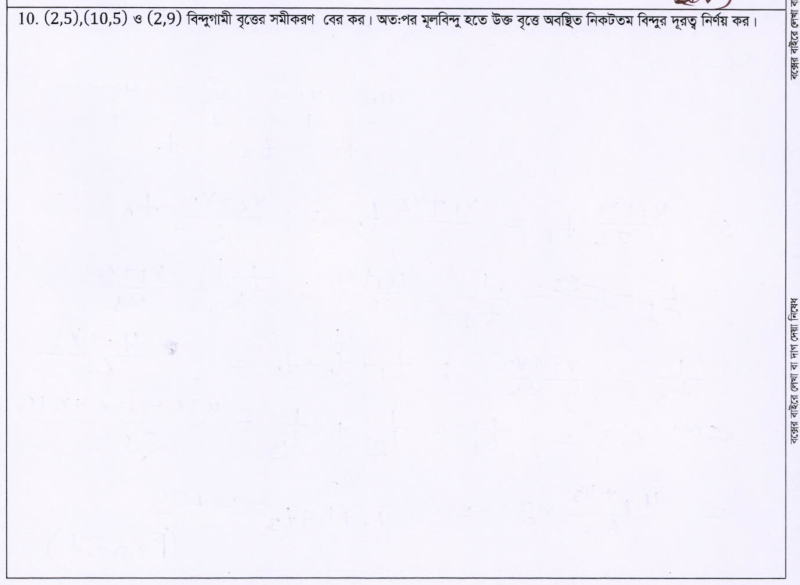 10. (2,5),(10,5) ও (2,9) বিন্দুগামী বৃত্তের সমীকরণ বের কর। অতঃপর মূলবিন্দু হতে উক্ত বৃত্তে অবস্থিত নিকটতম বিন্দুর দূরত্ব নির্ণয় কর।
বক্সের বাইরে লেখা বা দাগ দেয়া নিষেধ
বক্সের বাইরে লেখা ব